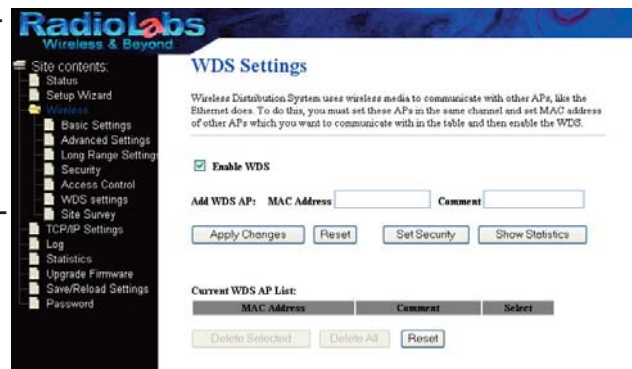 RadioLabs
Wireless & Beyond
Site contents:
Status
Setup Wizard
Wireless
Basic Settings
Advanced Settings
Long Range Settings
Security
Access Control
WDS settings
Site Survey
TCP/IP Settings
Log
Statistics
Upgrade Firmware
Save/Reload Settings
Password
WDS Settings
Wireless Distribution System uses wireless media to communicate with other APs, like the
Ethernet does. To do this, you must set these APs in the same channel and set MAC address
of other APs which you want to communicate with in the table and then enable the WDS.
Enable WDS
Add WDS AP: MAC Address Comment
Apply Changes Reset Set Security Show Statistics
Current WDS AP List:
MAC Address Comment Select
Delete Selected Delete All Reset